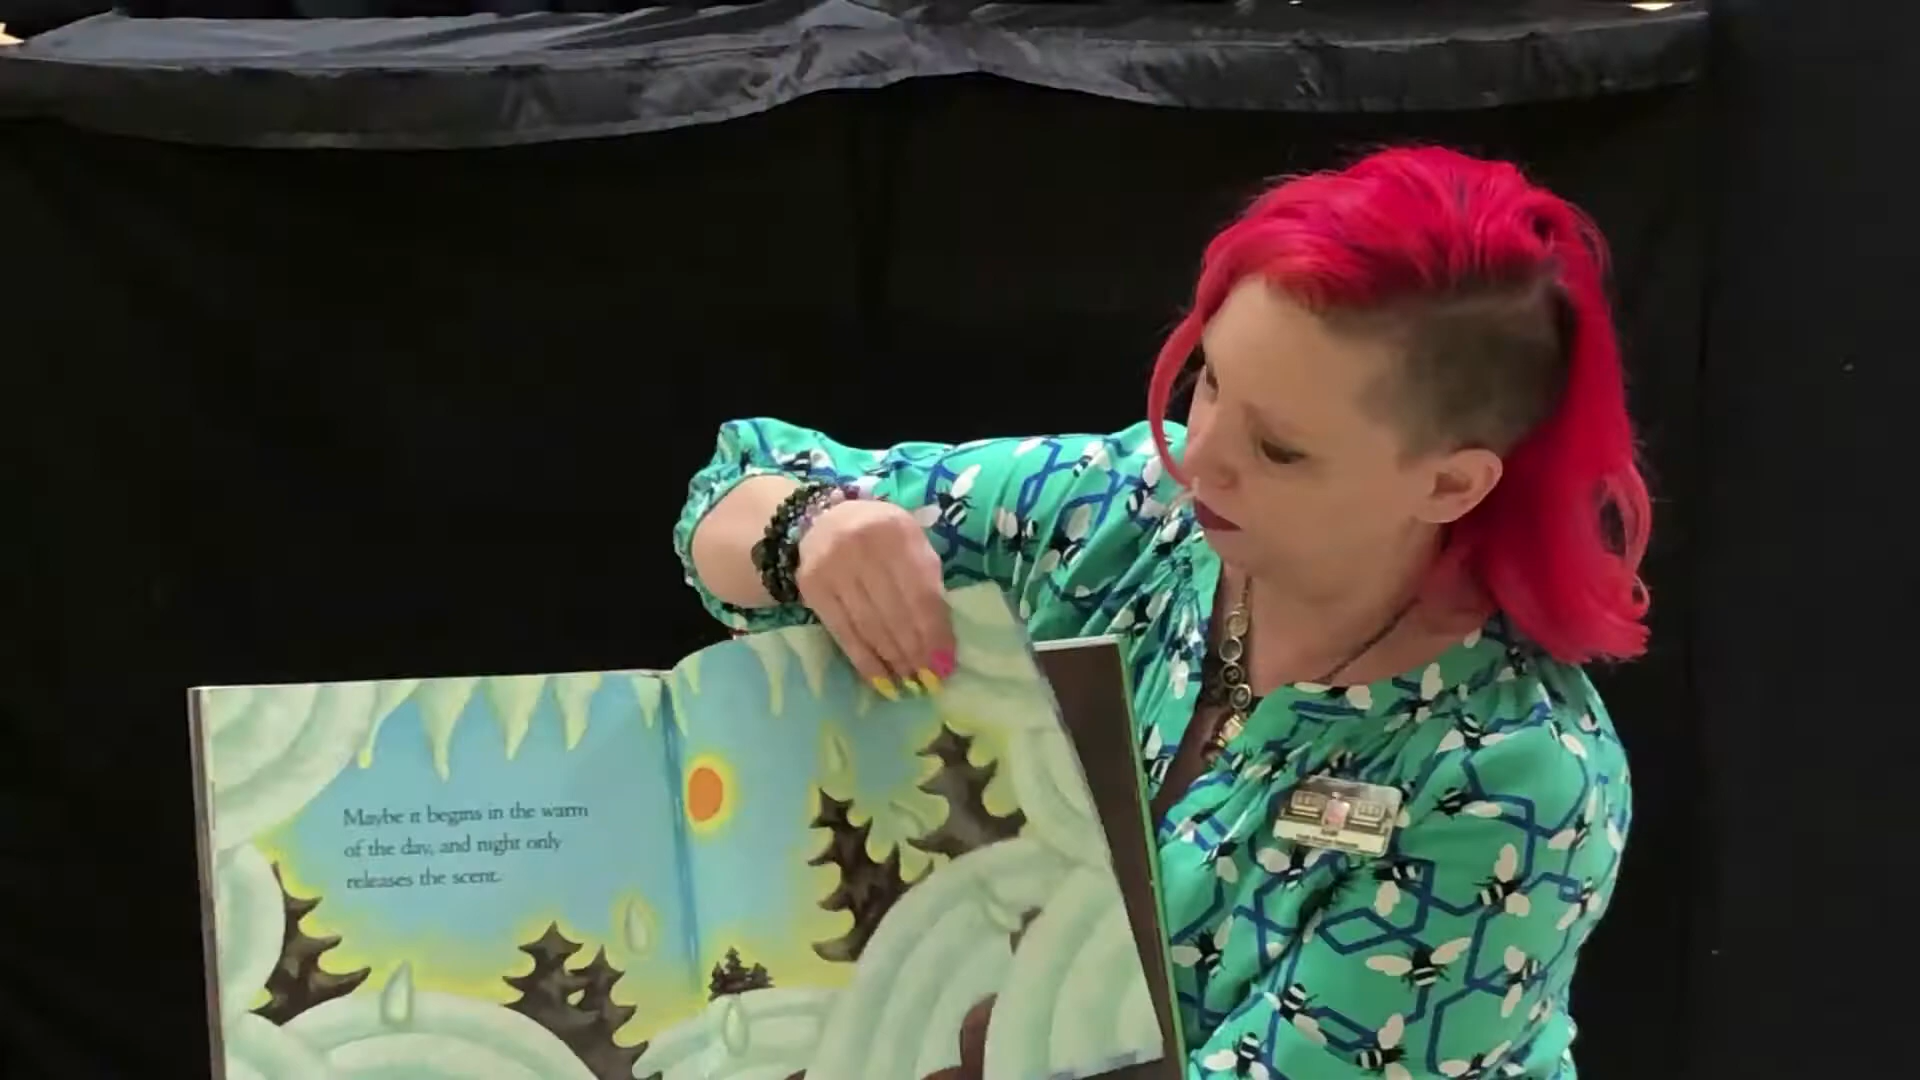 Maybe it begins in the warm
of the day, and night only
releases the scent.